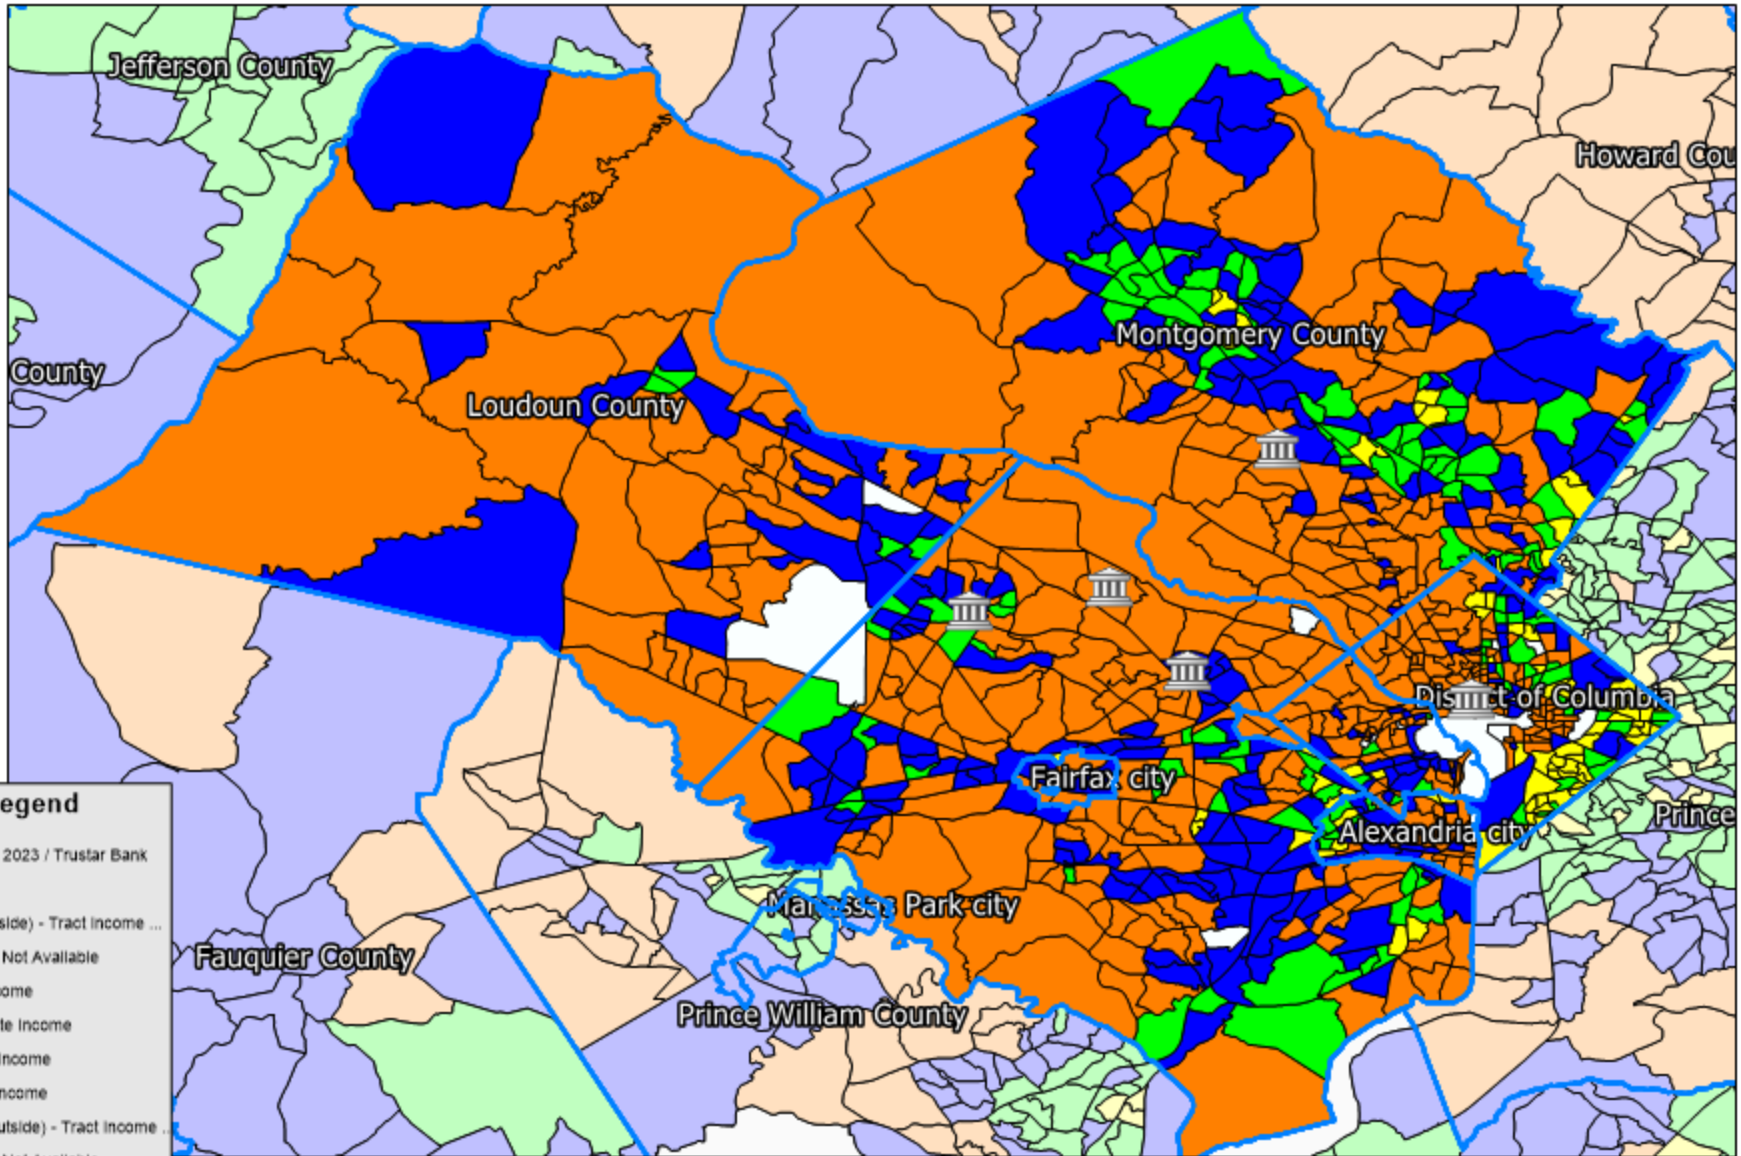 Jefferson County
Howard Cou
Montgomery County
County
Loudoun County
District of Columbia
Fairfax city
Alexandria city
Prince
Manassas Park city
Fauquier County
Prince William County
egend
2023 / Trustar Bank
side) - Tract Income ...
Not Available
ome
te Income
Income
ncome
utside) - Tract Income ..